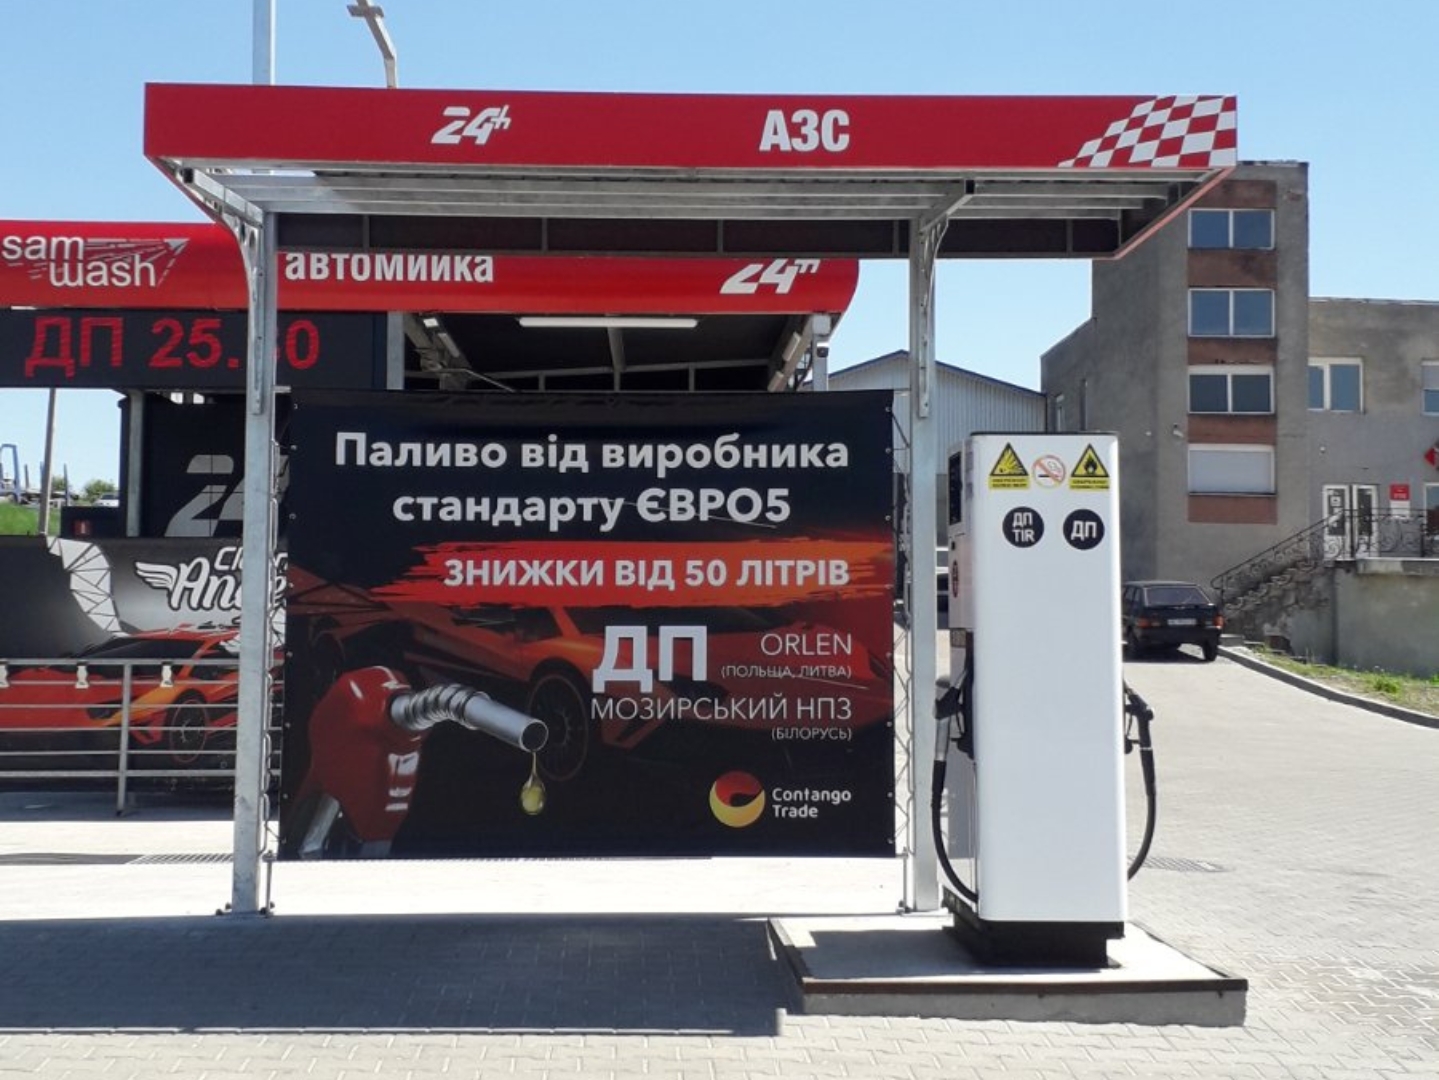 24h АЗС
sam
wash
автомийка
24h
ДП 25.
Паливо від виробника
стандарту ЄВРО5
ЗНИЖКИ ВІД 50 ЛІТРІВ
ДП
ORLEN
(ПОЛЬЩА, ЛИТВА)
МОЗИРСЬКИЙ НПЗ
(БІЛОРУСЬ)
Contango
Trade
ДП
TIR
ДП